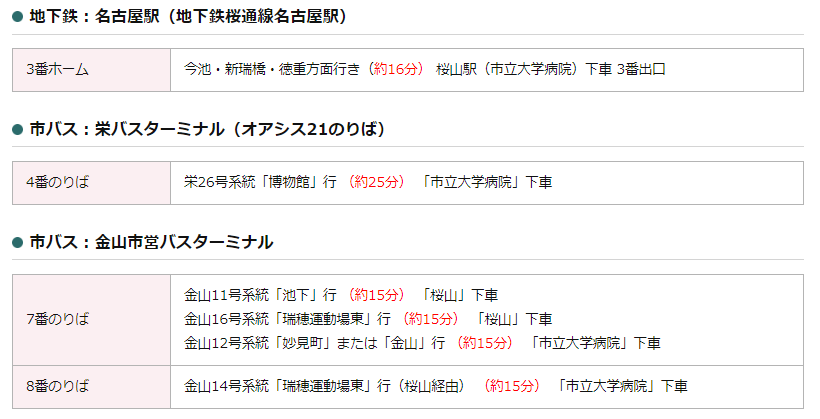 地下鉄：名古屋駅（地下鉄桜通線名古屋駅）
3番ホーム
今池・新瑞橋・徳重方面行き（約16分） 桜山駅（市立大学病院）下車 3番出口
市バス：栄バスターミナル（オアシス21のりば）
4番のりば
栄26号系統「博物館」行 （約25分） 「市立大学病院」下車
市バス：金山市営バスターミナル
7番のりば
金山11号系統「池下」行 （約15分） 「桜山」下車
金山16号系統「瑞穂運動場東」行 （約15分） 「桜山」下車
金山12号系統「妙見町」または「金山」行 （約15分） 「市立大学病院」下車
8番のりば
金山14号系統「瑞穂運動場東」行（桜山経由） （約15分） 「市立大学病院」下車